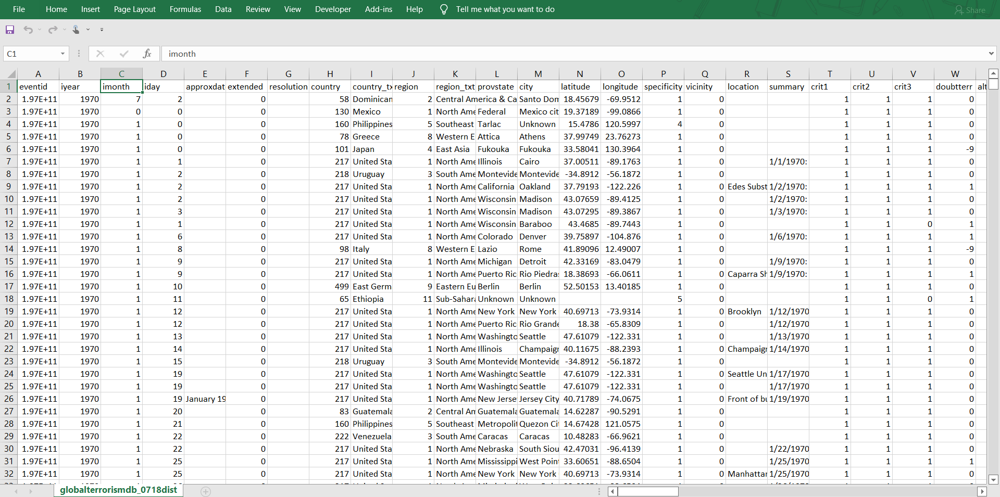 File Home Insert Page Layout Formulas Data Review View Developer Add-ins Help Tell me what you want to do Share
C1 fx imonth
A B C D E F G H I J K L M N O P Q R S T U V W
1 eventid iyear imonth iday approxdat extended resolution country country_tx region region_txt provstate city latitude longitude specificity vicinity location summary crit1 crit2 crit3 doubtterr alt
2 1.97E+11 1970 7 2 0 58 Dominican 2 Central America & Ca Santo Dom 18.45679 -69.9512 1 0 1 1 1 0
3 1.97E+11 1970 0 0 0 130 Mexico 1 North Ame Federal Mexico cit 19.37189 -99.0866 1 0 1 1 1 0
4 1.97E+11 1970 1 0 0 160 Philippines 5 Southeast Tarlac Unknown 15.4786 120.5997 4 0 1 1 1 0
5 1.97E+11 1970 1 0 0 78 Greece 8 Western E Attica Athens 37.99749 23.76273 1 0 1 1 1 0
6 1.97E+11 1970 1 0 0 101 Japan 4 East Asia Fukouka Fukouka 33.58041 130.3964 1 0 1 1 1 -9
7 1.97E+11 1970 1 1 0 217 United Sta 1 North Ame Illinois Cairo 37.00511 -89.1763 1 0 1/1/1970: 1 1 1 0
8 1.97E+11 1970 1 2 0 218 Uruguay 3 South Ame Montevide Montevide -34.8912 -56.1872 1 0 1 1 1 0
9 1.97E+11 1970 1 2 0 217 United Sta 1 North Ame California Oakland 37.79193 -122.226 1 0 Edes Subst 1/2/1970: 1 1 1 1
10 1.97E+11 1970 1 2 0 217 United Sta 1 North Ame Wisconsin Madison 43.07659 -89.4125 1 0 1/2/1970: 1 1 1 0
11 1.97E+11 1970 1 3 0 217 United Sta 1 North Ame Wisconsin Madison 43.07295 -89.3867 1 0 1/3/1970: 1 1 1 0
12 1.97E+11 1970 1 1 0 217 United Sta 1 North Ame Wisconsin Baraboo 43.4685 -89.7443 1 0 1 1 0 1
13 1.97E+11 1970 1 6 0 217 United Sta 1 North Ame Colorado Denver 39.75897 -104.876 1 0 1/6/1970: 1 1 1 1
14 1.97E+11 1970 1 8 0 98 Italy 8 Western E Lazio Rome 41.89096 12.49007 1 0 1 1 1 -9
15 1.97E+11 1970 1 9 0 217 United Sta 1 North Ame Michigan Detroit 42.33169 -83.0479 1 0 1/9/1970: 1 1 1 0
16 1.97E+11 1970 1 9 0 217 United Sta 1 North Ame Puerto Ric Rio Piedra 18.38693 -66.0611 1 0 Caparra Sh 1/9/1970: 1 1 1 1
17 1.97E+11 1970 1 10 0 499 East Germ 9 Eastern Eu Berlin Berlin 52.50153 13.40185 1 0 1 1 1 0
18 1.97E+11 1970 1 11 0 65 Ethiopia 11 Sub-Sahara Unknown Unknown 5 0 1 1 0 1
19 1.97E+11 1970 1 12 0 217 United Sta 1 North Ame New York New York 40.69713 -73.9314 1 0 Brooklyn 1/12/1970 1 1 1 0
20 1.97E+11 1970 1 12 0 217 United Sta 1 North Ame Puerto Ric Rio Grande 18.38 -65.8309 1 0 1/12/1970 1 1 1 0
21 1.97E+11 1970 1 13 0 217 United Sta 1 North Ame Washingto Seattle 47.61079 -122.331 1 0 1/13/1970 1 1 1 0
22 1.97E+11 1970 1 14 0 217 United Sta 1 North Ame Illinois Champaign 40.11675 -88.2393 1 0 Champaign 1/14/1970 1 1 1 0
23 1.97E+11 1970 1 15 0 218 Uruguay 3 South Ame Montevide Montevide -34.8912 -56.1872 1 0 1 1 1 0
24 1.97E+11 1970 1 19 0 217 United Sta 1 North Ame Washingto Seattle 47.61079 -122.331 1 0 Seattle Un 1/17/1970 1 1 1 0
25 1.97E+11 1970 1 19 0 217 United Sta 1 North Ame Washingto Seattle 47.61079 -122.331 1 0 1/17/1970 1 1 1 0
26 1.97E+11 1970 1 19 January 19 0 217 United Sta 1 North Ame New Jerse Jersey City 40.71789 -74.0675 1 0 Front of bu 1/19/1970 1 1 1 0
27 1.97E+11 1970 1 20 0 83 Guatemala 2 Central Am Guatemala Guatemala 14.62287 -90.5291 1 0 1 1 1 0
28 1.97E+11 1970 1 21 0 160 Philippines 5 Southeast Metropolit Quezon Cit 14.67428 121.0575 1 0 1 1 1 0
29 1.97E+11 1970 1 22 0 222 Venezuela 3 South Ame Caracas Caracas 10.48283 -66.9621 1 0 1 1 1 0
30 1.97E+11 1970 1 22 0 217 United Sta 1 North Ame Nebraska South Siou 42.47031 -96.4139 1 0 1/22/1970 1 1 1 0
31 1.97E+11 1970 1 25 0 217 United Sta 1 North Ame Mississippi West Point 33.60651 -88.6504 1 0 1/25/1970 1 1 1 1
32 1.97E+11 1970 1 25 0 217 United Sta 1 North Ame New York New York 40.69713 -73.9314 1 0 Manhattan 1/25/1970 1 1 1 0
globalterrorismdb_0718dist